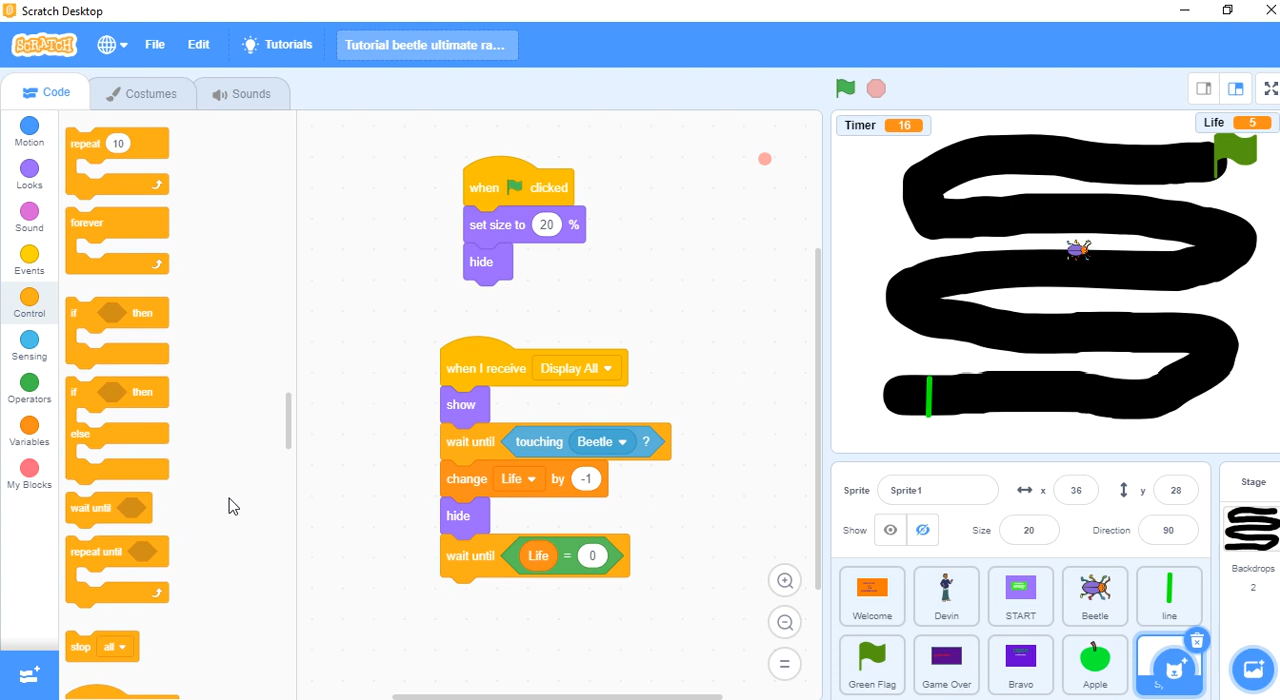 Scratch Desktop
SCRATCH File Edit Tutorials Tutorial beetle ultimate ra...
Code Costumes Sounds
Motion
Looks
Sound
Events
Control
Sensing
Operators
Variables
My Blocks
repeat 10
forever
if then
if then
else
wait until
repeat until
stop all
when clicked
set size to 20 %
hide
when I receive Display All
show
wait until touching Beetle ?
change Life by -1
hide
wait until Life = 0
Timer 16
Life 5
Sprite Sprite1 x 36 y 28
Show Size 20 Direction 90
Welcome Devin START Beetle line
Green Flag Game Over Bravo Apple
Stage
Backdrops
2